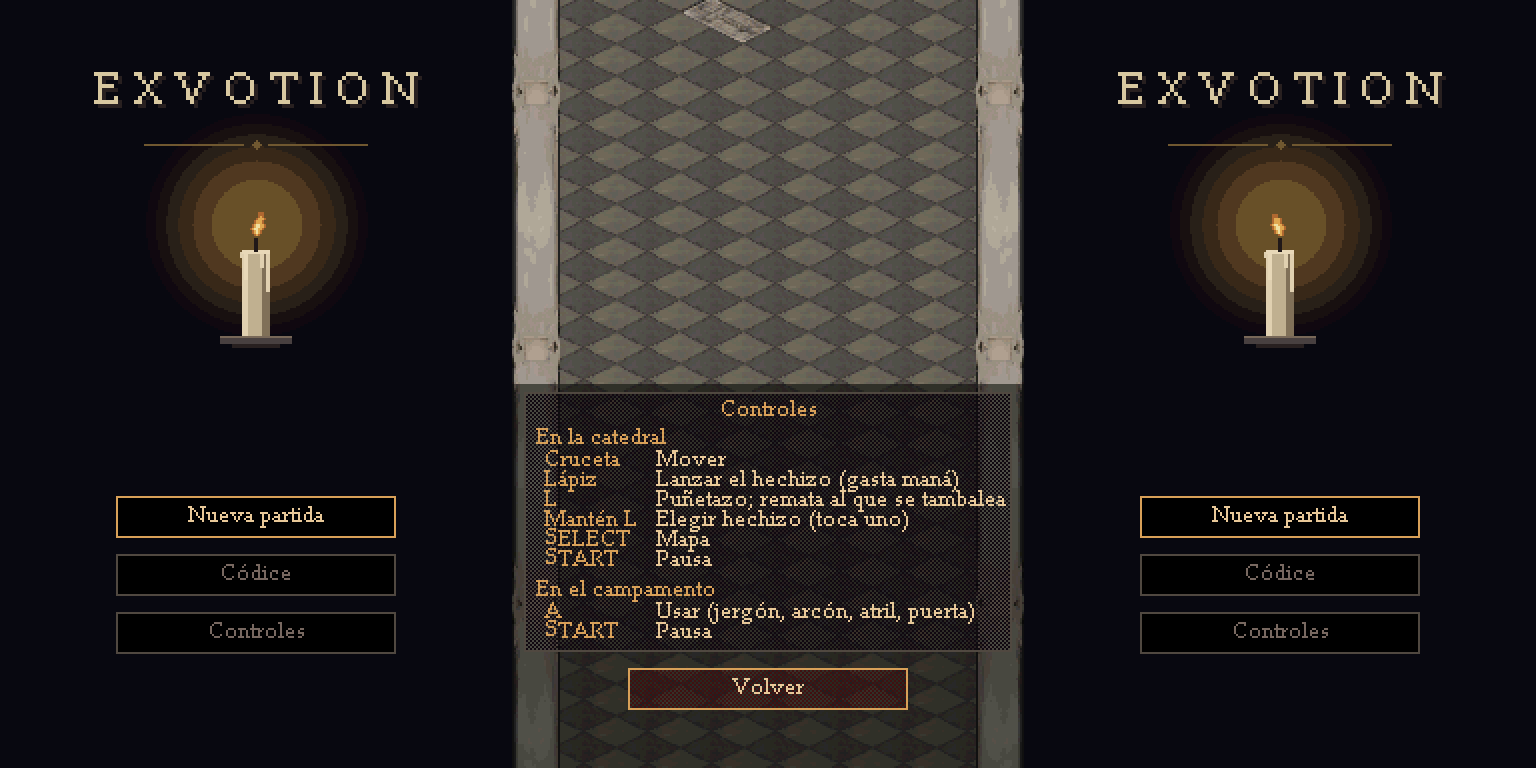 EXVOTION
Nueva partida
Códice
Controles
Controles
En la catedral
Cruceta Mover
Lápiz Lanzar el hechizo (gasta maná)
L Puñetazo; remata al que se tambalea
Mantén L Elegir hechizo (toca uno)
SELECT Mapa
START Pausa
En el campamento
A Usar (jergón, arcón, atril, puerta)
START Pausa
Volver
EXVOTION
Nueva partida
Códice
Controles